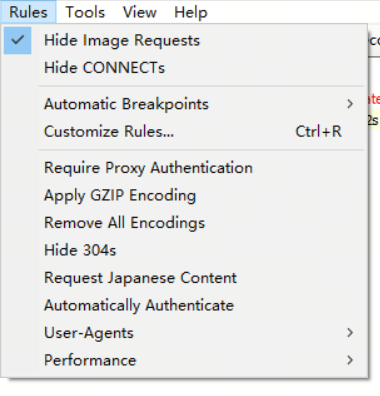 Rules Tools View Help
Hide Image Requests
Hide CONNECTs
Automatic Breakpoints
Customize Rules... Ctrl+R
Require Proxy Authentication
Apply GZIP Encoding
Remove All Encodings
Hide 304s
Request Japanese Content
Automatically Authenticate
User-Agents
Performance